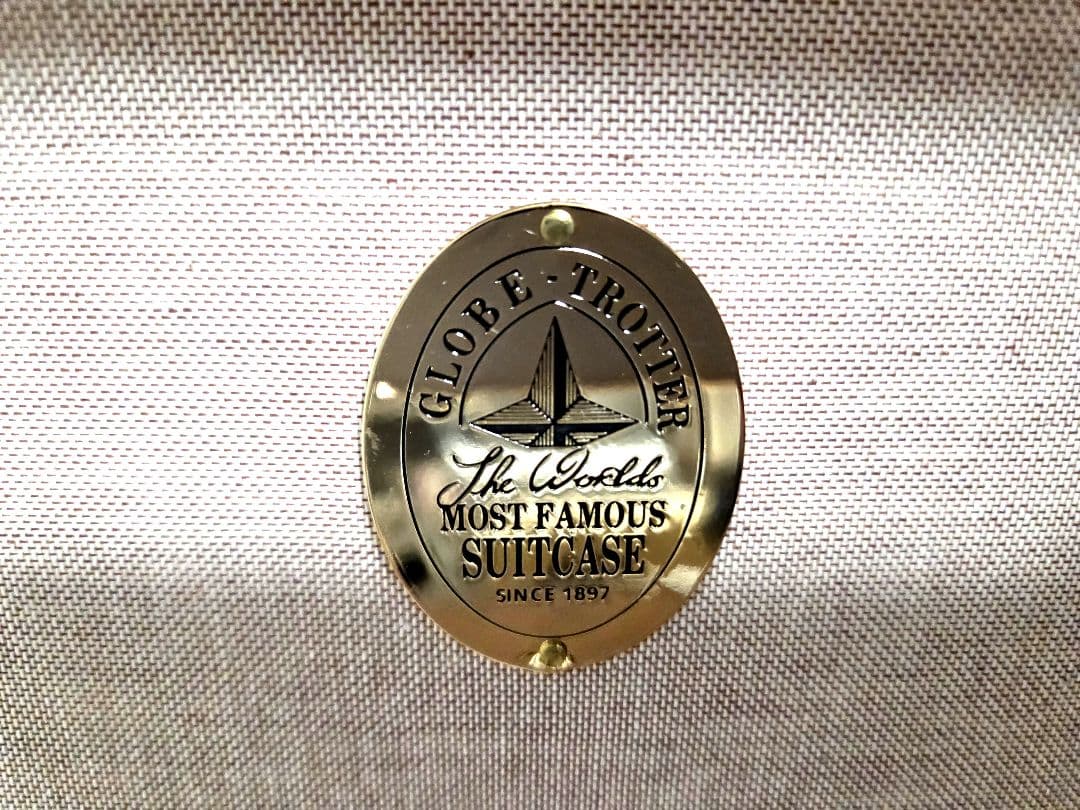 GLOBE - TROTTER
The Worlds
MOST FAMOUS
SUITCASE
SINCE 1897